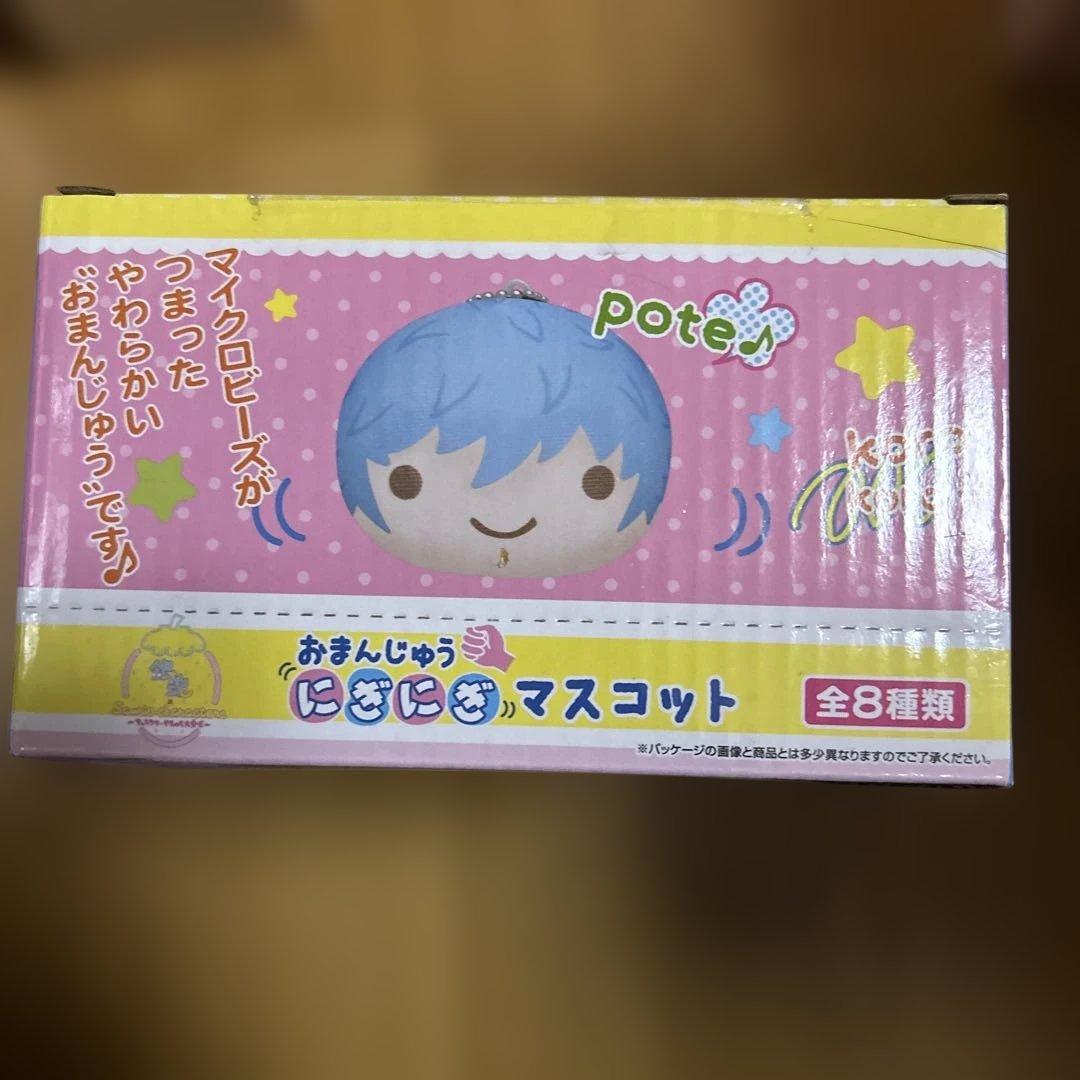 マイクロビーズが
つまった
やわらかい
"おまんじゅう"です♪
pote♪
おまんじゅう
にぎにぎマスコット
全8種類
※パッケージの画像と商品とは多少異なりますのでご了承ください。